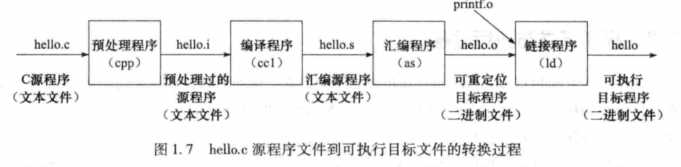 printf.o
hello.c
预处理程序
(cpp)
hello.i
编译程序
(cc1)
hello.s
汇编程序
(as)
hello.o
链接程序
(ld)
hello
C源程序
(文本文件)
预处理过的
源程序
(文本文件)
汇编源程序
(文本文件)
可重定位
目标程序
(二进制文件)
可执行
目标程序
(二进制文件)
图 1.7 hello.c 源程序文件到可执行目标文件的转换过程